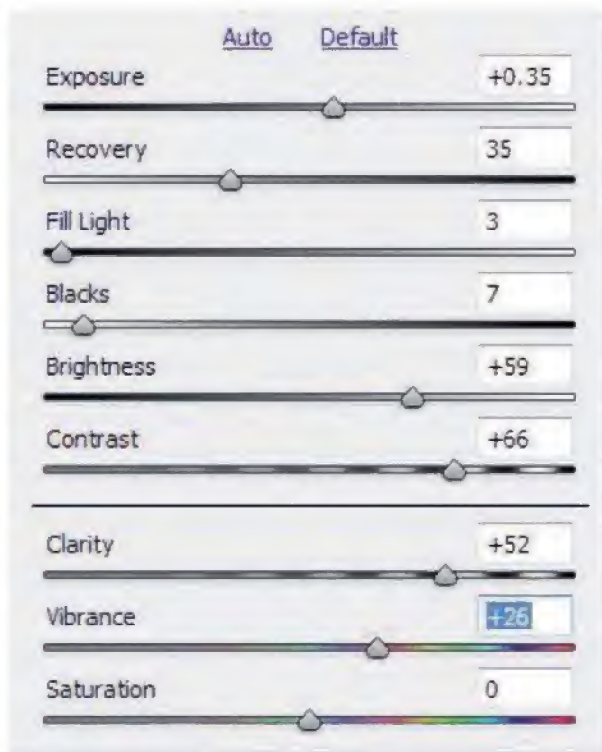 Auto Default
Exposure +0.35
Recovery 35
Fill Light 3
Blacks 7
Brightness +59
Contrast +66
Clarity +52
Vibrance +26
Saturation 0